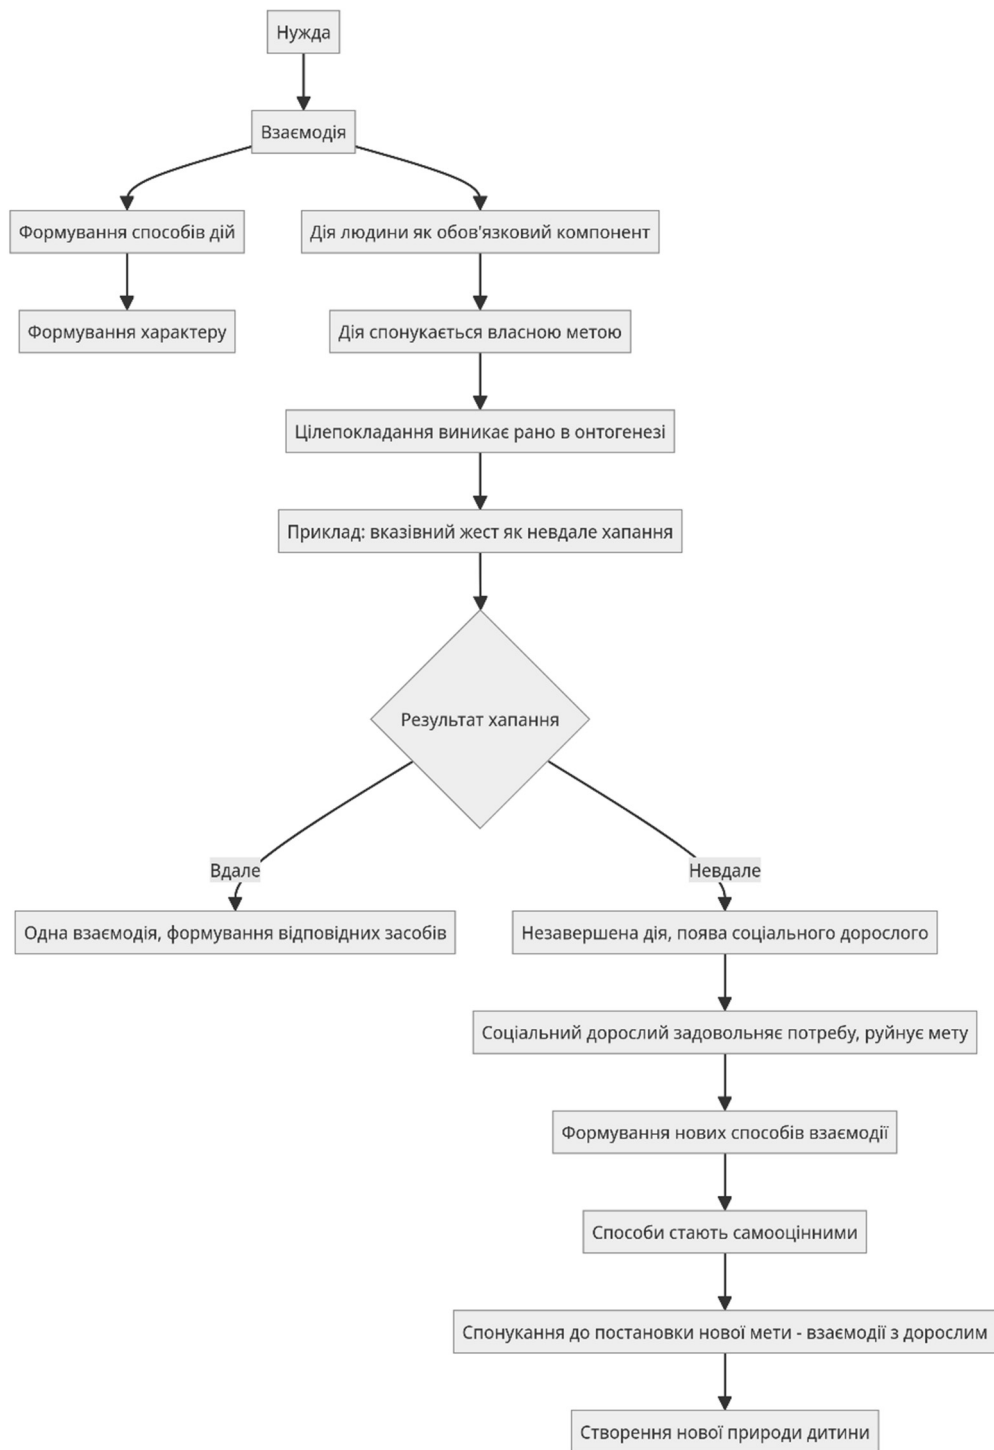 Нужда
Взаємодія
Формування способів дій
Дія людини як обов'язковий компонент
Формування характеру
Дія спонукається власною метою
Цілепокладання виникає рано в онтогенезі
Приклад: вказівний жест як невдале хапання
Результат хапання
Вдале
Невдале
Одна взаємодія, формування відповідних засобів
Незавершена дія, поява соціального дорослого
Соціальний дорослий задовольняє потребу, руйнує мету
Формування нових способів взаємодії
Способи стають самооцінними
Спонукання до постановки нової мети - взаємодії з дорослим
Створення нової природи дитини